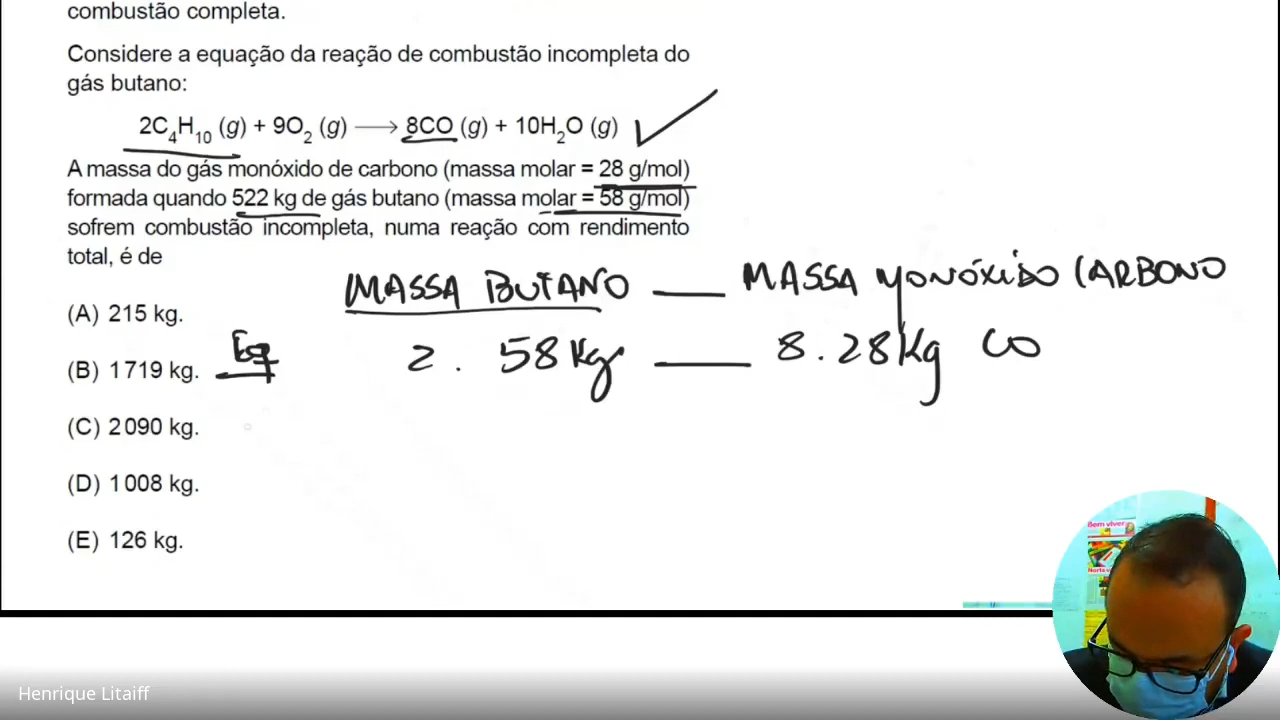 combustão completa.
Considere a equação da reação de combustão incompleta do
gás butano:
2C4H10 (g) + 9O2 (g) ⟶ 8CO (g) + 10H2O (g)
A massa do gás monóxido de carbono (massa molar = 28 g/mol)
formada quando 522 kg de gás butano (massa molar = 58 g/mol)
sofrem combustão incompleta, numa reação com rendimento
total, é de
MASSA BUTANO — MASSA MONÓXIDO CARBONO
(A) 215 kg.
Eq 2 . 58 Kg — 8 . 28 Kg CO
(B) 1719 kg.
(C) 2090 kg.
(D) 1008 kg.
(E) 126 kg.
Bem viver
Henrique Litaiff